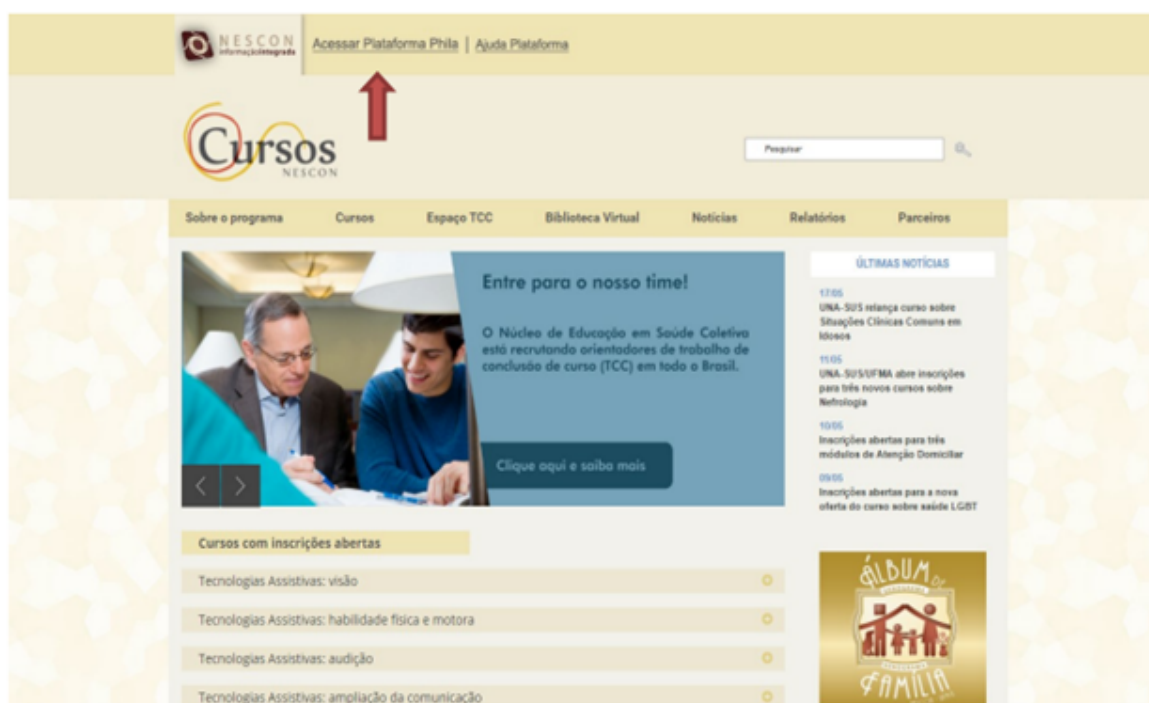 NESCON
informaçãointegrada
Acessar Plataforma Phila | Ajuda Plataforma
Cursos
NESCON
Pesquisar
Sobre o programa Cursos Espaço TCC Biblioteca Virtual Notícias Relatórios Parceiros
Entre para o nosso time!
O Núcleo de Educação em Saúde Coletiva
está recrutando orientadores de trabalho de
conclusão de curso (TCC) em todo o Brasil.
Clique aqui e saiba mais
ÚLTIMAS NOTÍCIAS
17/05
UNA-SUS relança curso sobre
Situações Clínicas Comuns em
Idosos
11/05
UNA-SUS/UFMA abre inscrições
para três novos cursos sobre
Nefrologia
10/05
Inscrições abertas para três
módulos de Atenção Domiciliar
09/05
Inscrições abertas para a nova
oferta do curso sobre saúde LGBT
Cursos com inscrições abertas
Tecnologias Assistivas: visão
Tecnologias Assistivas: habilidade física e motora
Tecnologias Assistivas: audição
Tecnologias Assistivas: ampliação da comunicação
ÁLBUM DE
FAMÍLIA